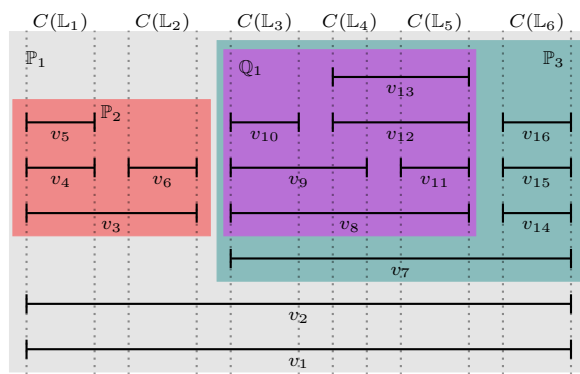 C(𝕃₁) C(𝕃₂) C(𝕃₃) C(𝕃₄) C(𝕃₅) C(𝕃₆)
ℙ₁ ℚ₁ ℙ₃
v₁₃
ℙ₂
v₅ v₁₀ v₁₂ v₁₆
v₄ v₆ v₉ v₁₁ v₁₅
v₃ v₈ v₁₄
v₇
v₂
v₁